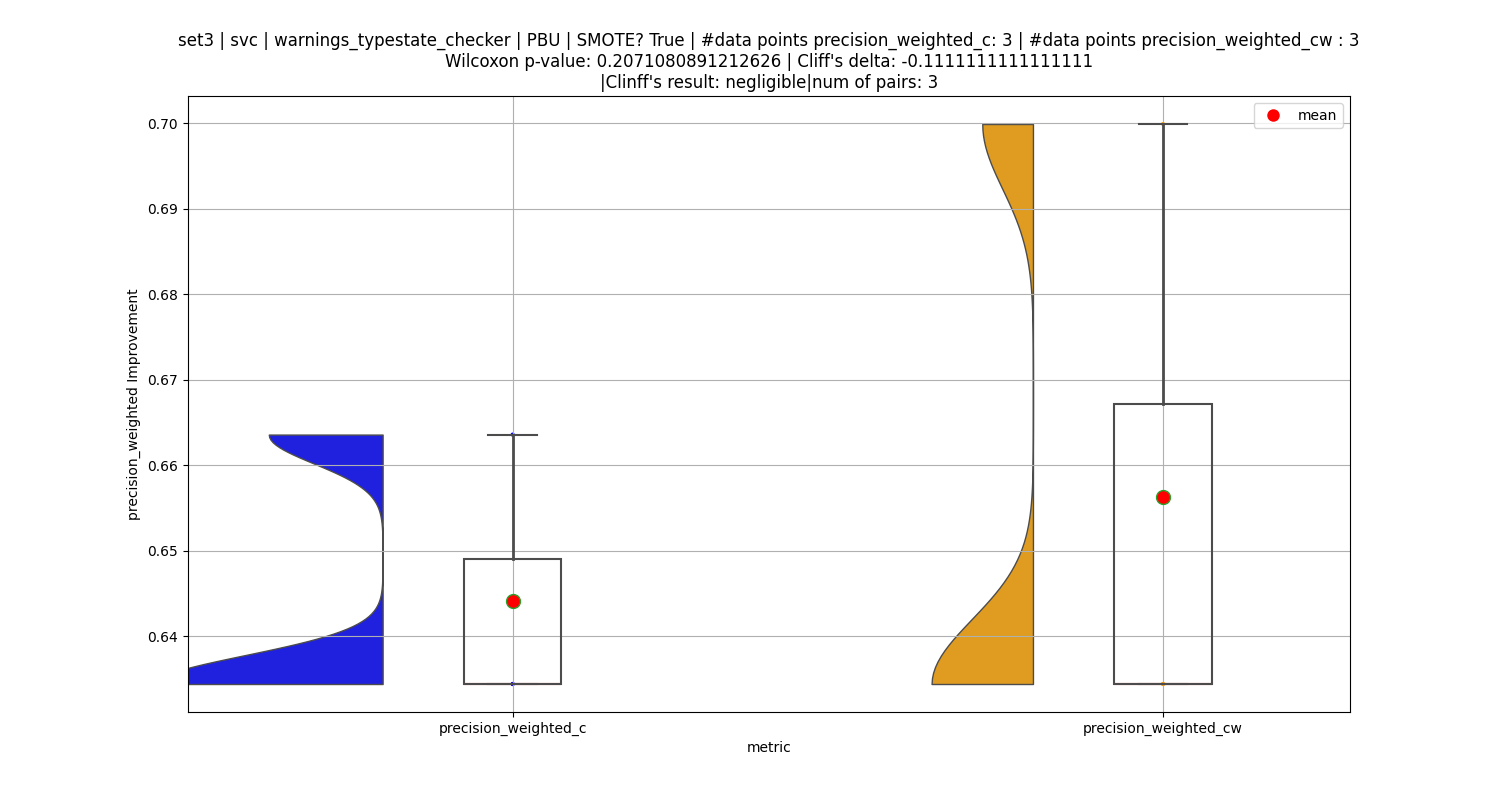 set3 | svc | warnings_typestate_checker | PBU | SMOTE? True | #data points precision_weighted_c: 3 | #data points precision_weighted_cw : 3
Wilcoxon p-value: 0.2071080891212626 | Cliff's delta: -0.1111111111111111
|Clinff's result: negligible|num of pairs: 3
mean
0.70
0.69
0.68
0.67
0.66
0.65
0.64
precision_weighted Improvement
precision_weighted_c
precision_weighted_cw
metric